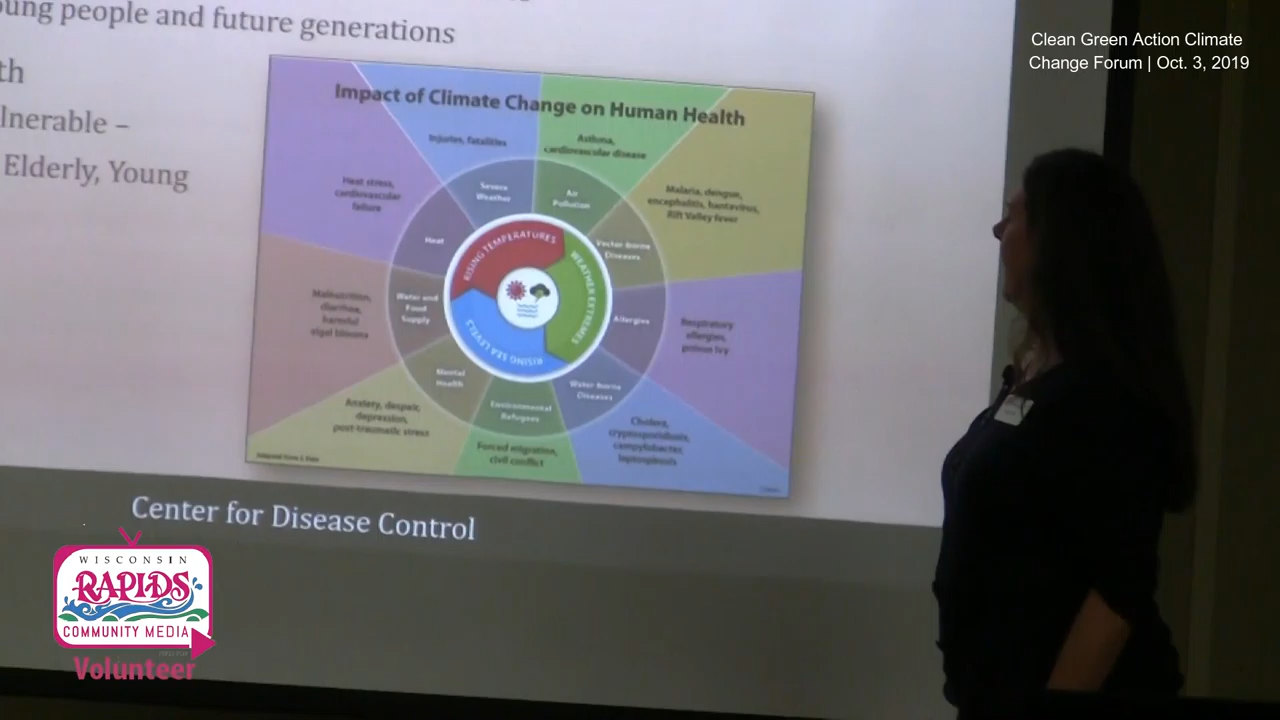 oung people and future generations
th
lnerable –
Elderly, Young
Clean Green Action Climate
Change Forum | Oct. 3, 2019
Impact of Climate Change on Human Health
Injuries, fatalities
Asthma,
cardiovascular disease
Heat stress,
cardiovascular
failure
Severe
Weather
Air
Pollution
Malaria, dengue,
encephalitis, hantavirus,
Rift Valley fever
Heat
Vector-borne
Diseases
RISING TEMPERATURES
WEATHER EXTREMES
RISING SEA LEVELS
Malnutrition,
diarrhea,
harmful
algal blooms
Water and
Food
Supply
Allergies
Respiratory
allergies,
poison ivy
Mental
Health
Water-borne
Diseases
Anxiety, despair,
depression,
post-traumatic stress
Environmental
Refugees
Cholera,
cryptosporidiosis,
campylobacter,
leptospirosis
Forced migration,
civil conflict
Center for Disease Control
WISCONSIN
RAPIDS
COMMUNITY MEDIA
Volunteer